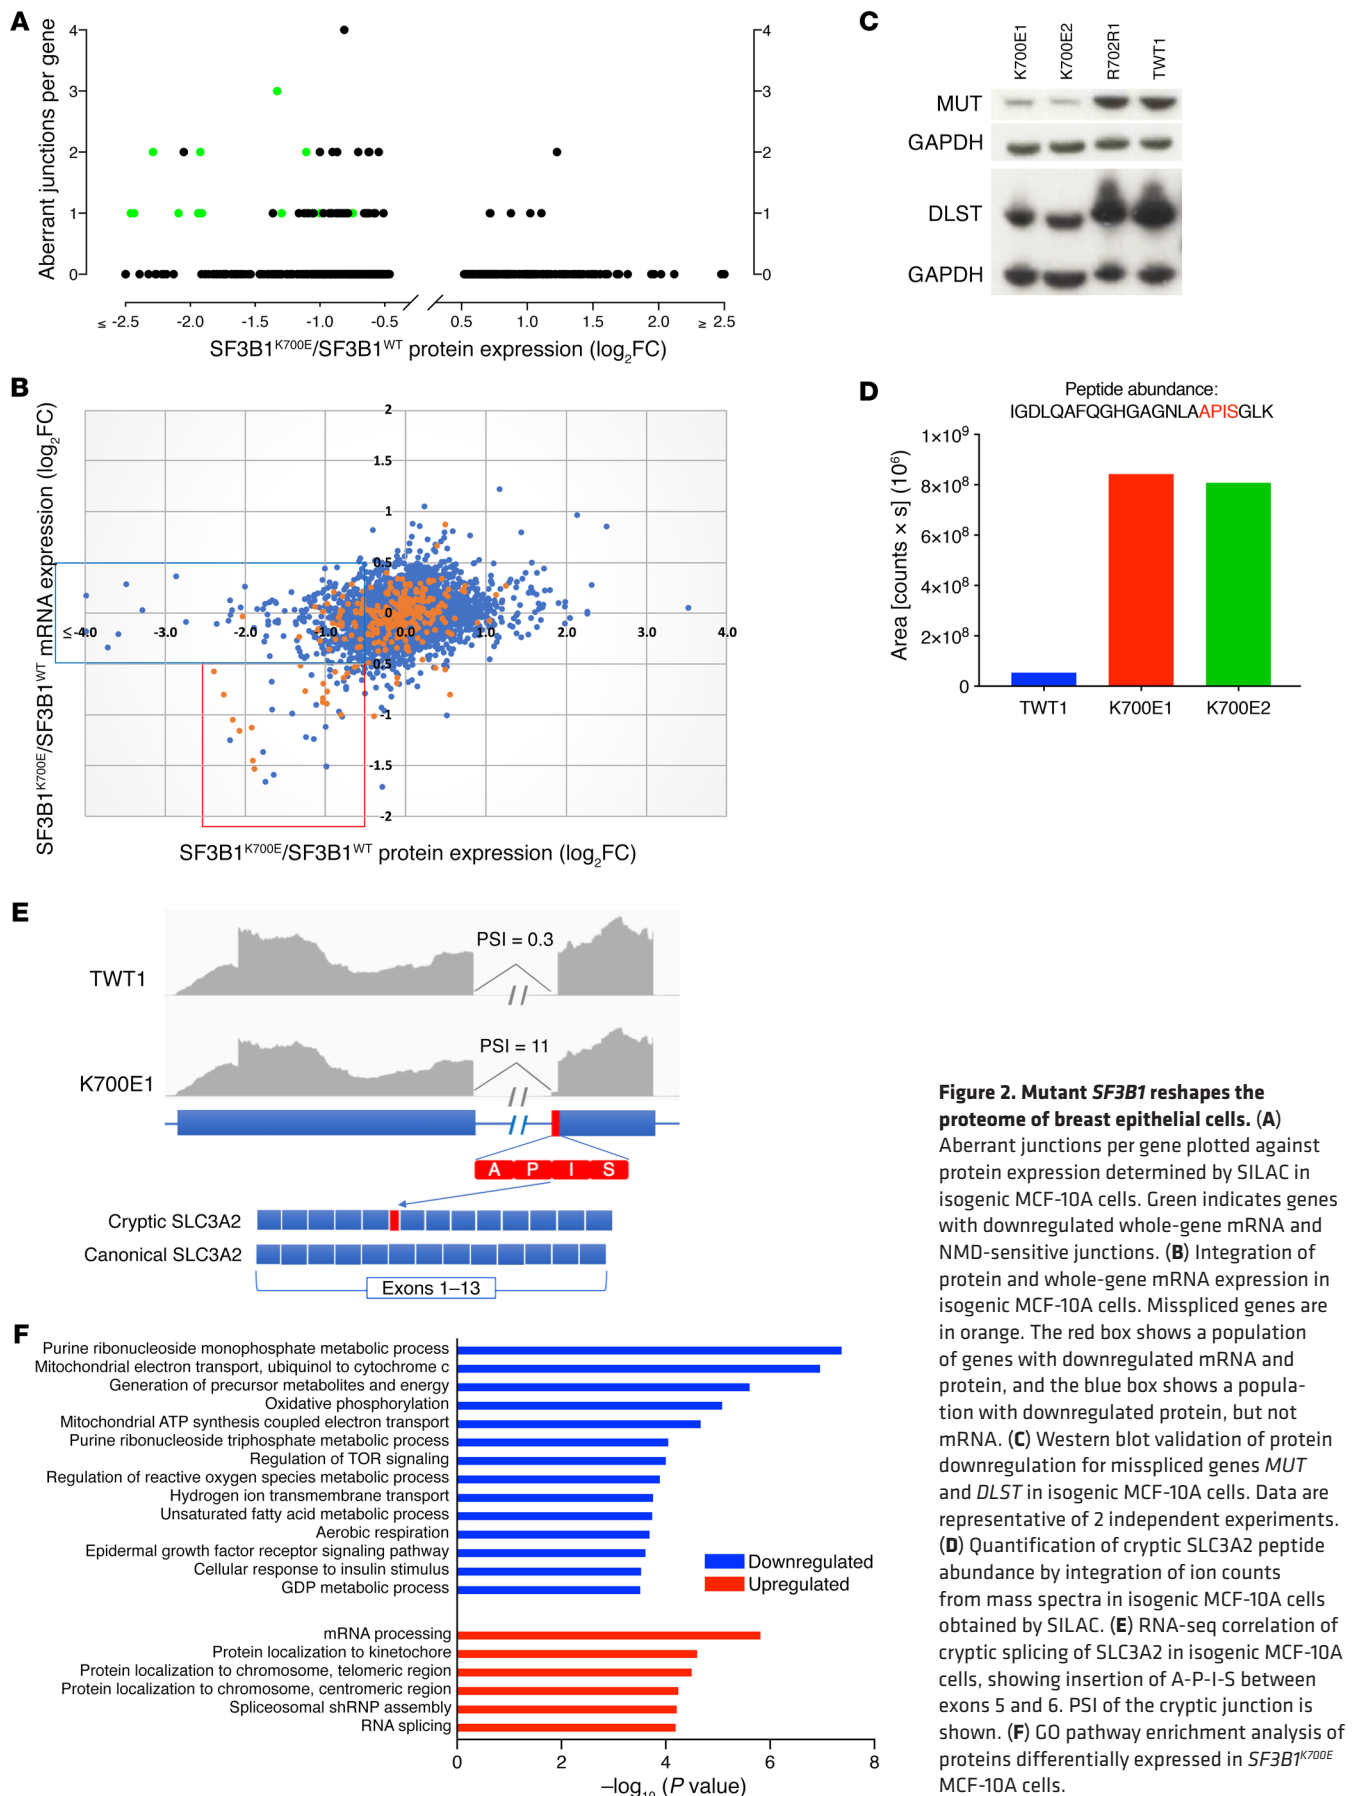 A
Aberrant junctions per gene
4
3
2
1
0
4
3
2
1
0
≤ -2.5 -2.0 -1.5 -1.0 -0.5 0.5 1.0 1.5 2.0 ≥ 2.5
SF3B1K700E/SF3B1WT protein expression (log2FC)
B
SF3B1K700E/SF3B1WT mRNA expression (log2FC)
2
1.5
1
0.5
0
≤-4.0 -3.0 -2.0 -1.0 0.0 1.0 2.0 3.0 4.0
0.5
-1
-1.5
-2
SF3B1K700E/SF3B1WT protein expression (log2FC)
C
K700E1 K700E2 R702R1 TWT1
MUT
GAPDH
DLST
GAPDH
D
Peptide abundance:
IGDLQAFQGHGAGNLAAPISGLK
Area [counts × s] (10⁶)
1×10⁹
8×10⁸
6×10⁸
4×10⁸
2×10⁸
0
TWT1 K700E1 K700E2
E
TWT1
PSI = 0.3
K700E1
PSI = 11
A P I S
Cryptic SLC3A2
Canonical SLC3A2
Exons 1–13
F
Purine ribonucleoside monophosphate metabolic process
Mitochondrial electron transport, ubiquinol to cytochrome c
Generation of precursor metabolites and energy
Oxidative phosphorylation
Mitochondrial ATP synthesis coupled electron transport
Purine ribonucleoside triphosphate metabolic process
Regulation of TOR signaling
Regulation of reactive oxygen species metabolic process
Hydrogen ion transmembrane transport
Unsaturated fatty acid metabolic process
Aerobic respiration
Epidermal growth factor receptor signaling pathway
Cellular response to insulin stimulus
GDP metabolic process
Downregulated
Upregulated
mRNA processing
Protein localization to kinetochore
Protein localization to chromosome, telomeric region
Protein localization to chromosome, centromeric region
Spliceosomal shRNP assembly
RNA splicing
0 2 4 6 8
–log10 (P value)
Figure 2. Mutant SF3B1 reshapes the
proteome of breast epithelial cells. (A)
Aberrant junctions per gene plotted against
protein expression determined by SILAC in
isogenic MCF-10A cells. Green indicates genes
with downregulated whole-gene mRNA and
NMD-sensitive junctions. (B) Integration of
protein and whole-gene mRNA expression in
isogenic MCF-10A cells. Misspliced genes are
in orange. The red box shows a population
of genes with downregulated mRNA and
protein, and the blue box shows a popula-
tion with downregulated protein, but not
mRNA. (C) Western blot validation of protein
downregulation for misspliced genes MUT
and DLST in isogenic MCF-10A cells. Data are
representative of 2 independent experiments.
(D) Quantification of cryptic SLC3A2 peptide
abundance by integration of ion counts
from mass spectra in isogenic MCF-10A cells
obtained by SILAC. (E) RNA-seq correlation of
cryptic splicing of SLC3A2 in isogenic MCF-10A
cells, showing insertion of A-P-I-S between
exons 5 and 6. PSI of the cryptic junction is
shown. (F) GO pathway enrichment analysis of
proteins differentially expressed in SF3B1K700E
MCF-10A cells.